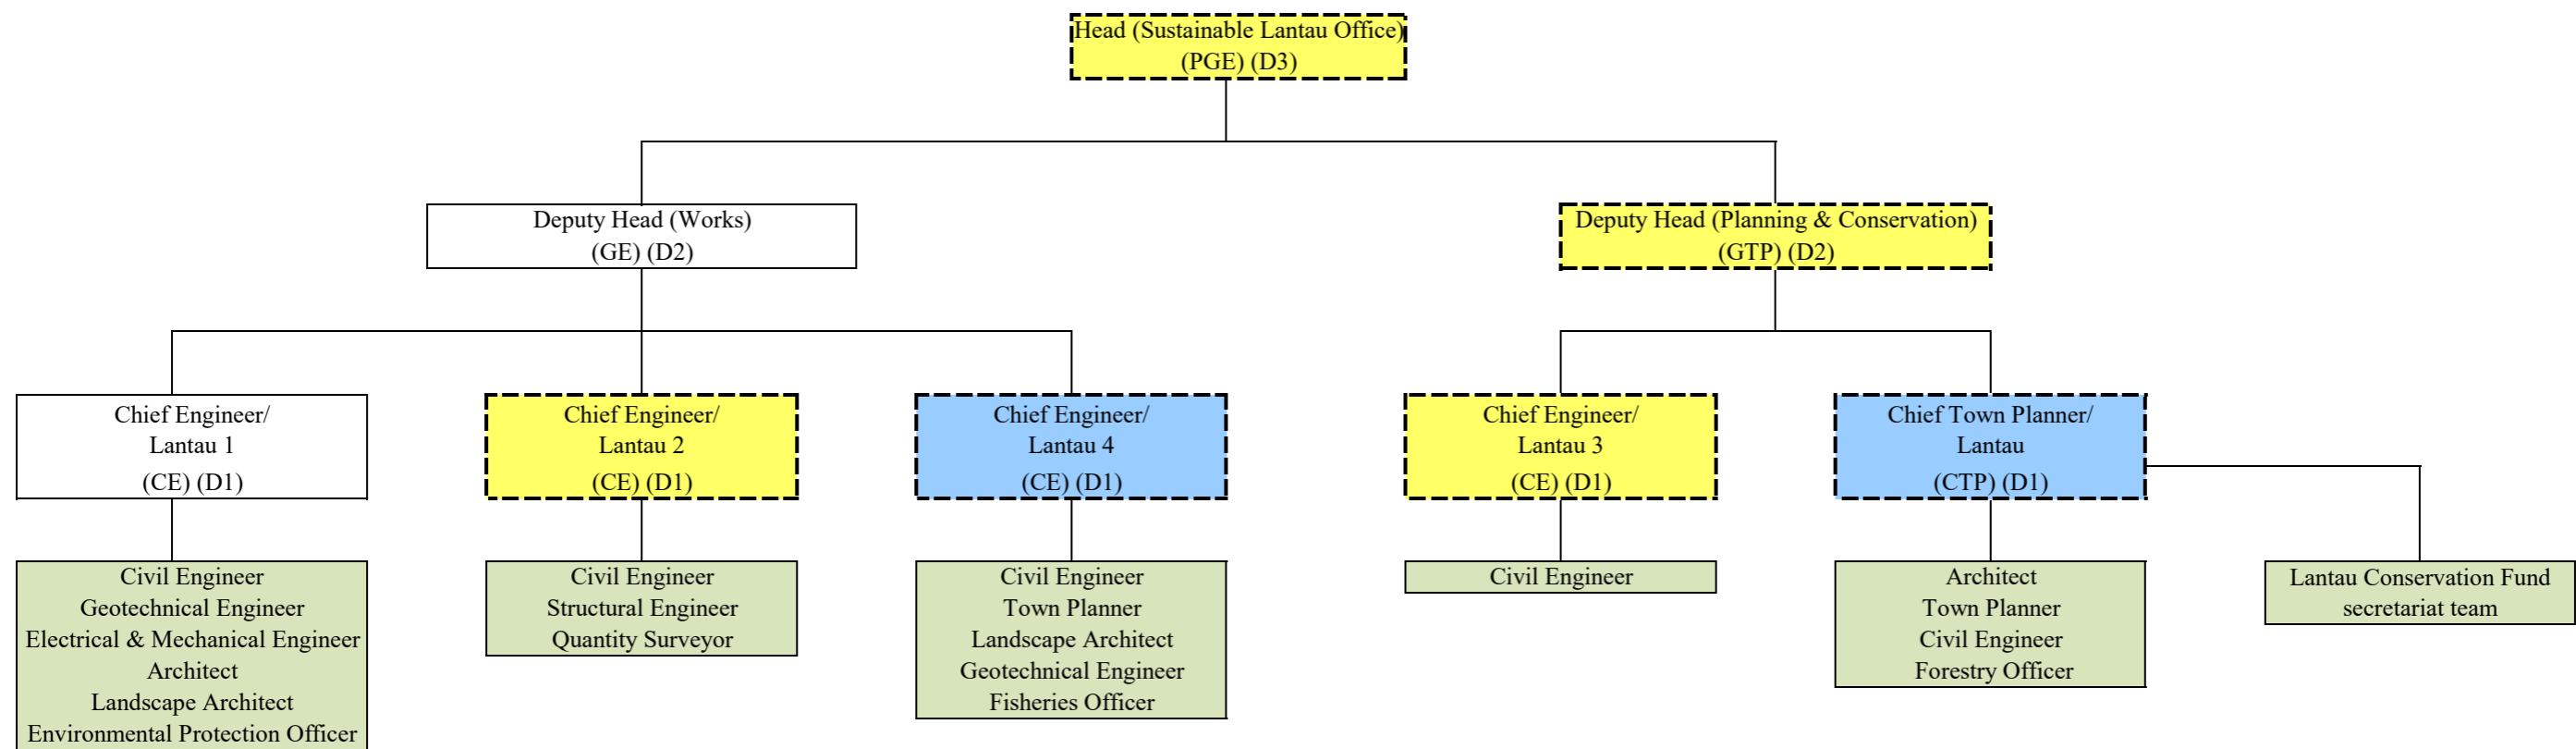 Head (Sustainable Lantau Office)
(PGE) (D3)
Deputy Head (Works)
(GE) (D2)
Deputy Head (Planning & Conservation)
(GTP) (D2)
Chief Engineer/
Lantau 1
(CE) (D1)
Chief Engineer/
Lantau 2
(CE) (D1)
Chief Engineer/
Lantau 4
(CE) (D1)
Chief Engineer/
Lantau 3
(CE) (D1)
Chief Town Planner/
Lantau
(CTP) (D1)
Civil Engineer
Geotechnical Engineer
Electrical & Mechanical Engineer
Architect
Landscape Architect
Environmental Protection Officer
Civil Engineer
Structural Engineer
Quantity Surveyor
Civil Engineer
Town Planner
Landscape Architect
Geotechnical Engineer
Fisheries Officer
Civil Engineer
Architect
Town Planner
Civil Engineer
Forestry Officer
Lantau Conservation Fund
secretariat team